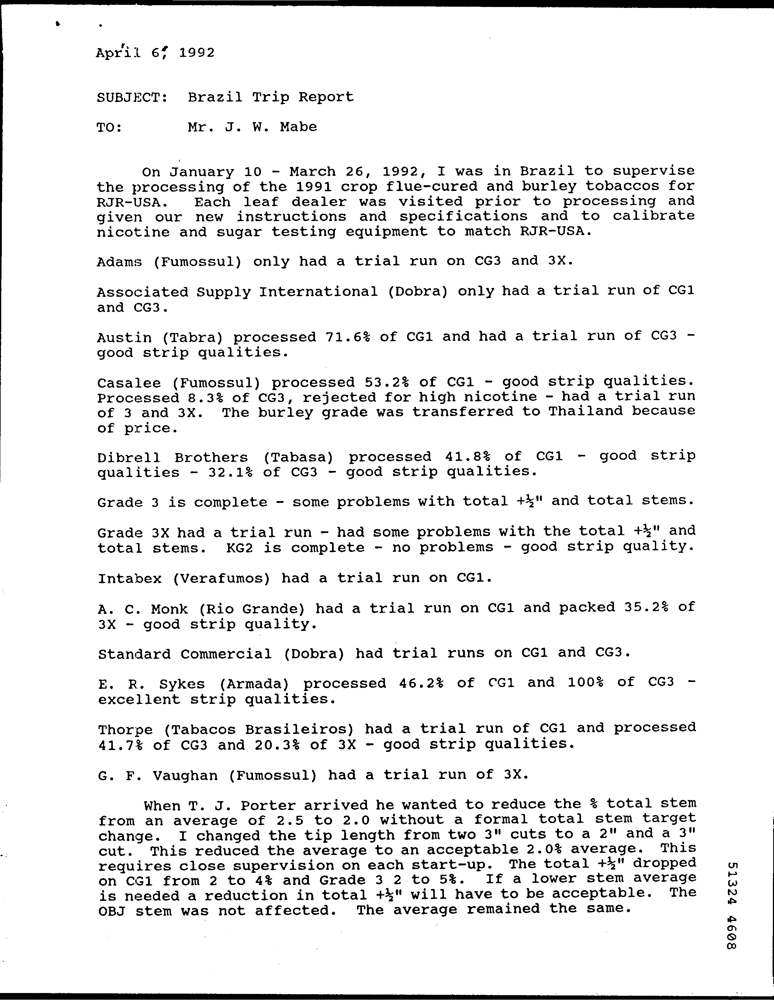 April 6, 1992
SUBJECT: Brazil Trip Report
TO: Mr. J. W. Mabe
On January 10 - March 26, 1992, I was in Brazil to supervise
the processing of the 1991 crop flue-cured and burley tobaccos for
RJR-USA. Each leaf dealer was visited prior to processing and
given our new instructions and specifications and to calibrate
nicotine and sugar testing equipment to match RJR-USA.
Adams (Fumossul) only had a trial run on CG3 and 3X.
Associated Supply International (Dobra) only had a trial run of CG1
and CG3.
Austin (Tabra) processed 71.6% of CG1 and had a trial run of CG3 -
good strip qualities.
Casalee (Fumossul) processed 53.2% of CG1 - good strip qualities.
Processed 8.3% of CG3, rejected for high nicotine - had a trial run
of 3 and 3X. The burley grade was transferred to Thailand because
of price.
Dibrell Brothers (Tabasa) processed 41.8% of CG1 - good strip
qualities - 32.1% of CG3 - good strip qualities.
Grade 3 is complete - some problems with total +½" and total stems.
Grade 3X had a trial run - had some problems with the total +½" and
total stems. KG2 is complete - no problems - good strip quality.
Intabex (Verafumos) had a trial run on CG1.
A. C. Monk (Rio Grande) had a trial run on CG1 and packed 35.2% of
3X - good strip quality.
Standard Commercial (Dobra) had trial runs on CG1 and CG3.
E. R. Sykes (Armada) processed 46.2% of CG1 and 100% of CG3 -
excellent strip qualities.
Thorpe (Tabacos Brasileiros) had a trial run of CG1 and processed
41.7% of CG3 and 20.3% of 3X - good strip qualities.
G. F. Vaughan (Fumossul) had a trial run of 3X.
When T. J. Porter arrived he wanted to reduce the % total stem
from an average of 2.5 to 2.0 without a formal total stem target
change. I changed the tip length from two 3" cuts to a 2" and a 3"
cut. This reduced the average to an acceptable 2.0% average. This
requires close supervision on each start-up. The total +½" dropped
on CG1 from 2 to 4% and Grade 3 2 to 5%. If a lower stem average
is needed a reduction in total +½" will have to be acceptable. The
OBJ stem was not affected. The average remained the same.
51324 4608